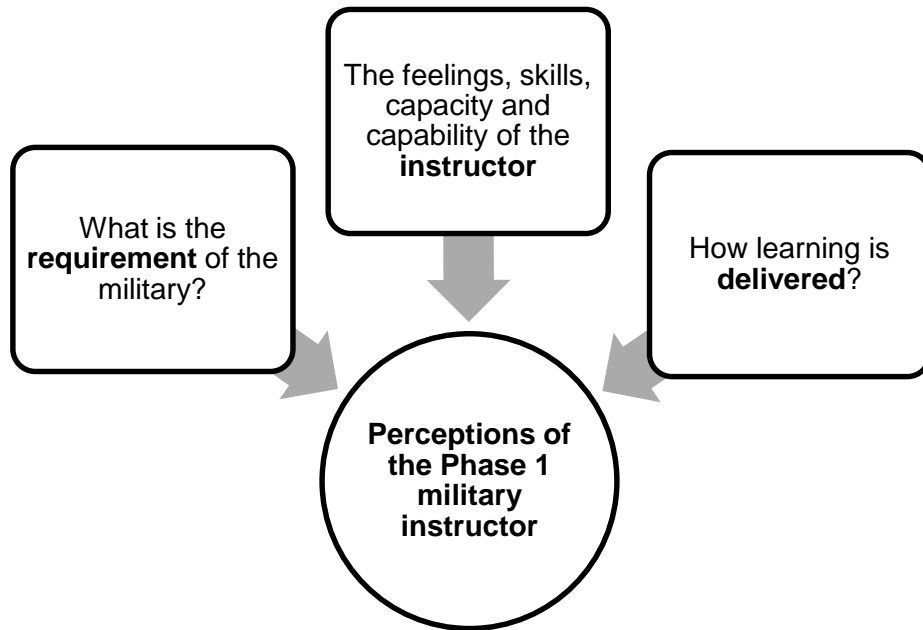 The feelings, skills,
capacity and
capability of the
instructor
What is the
requirement of the
military?
How learning is
delivered?
Perceptions of
the Phase 1
military
instructor